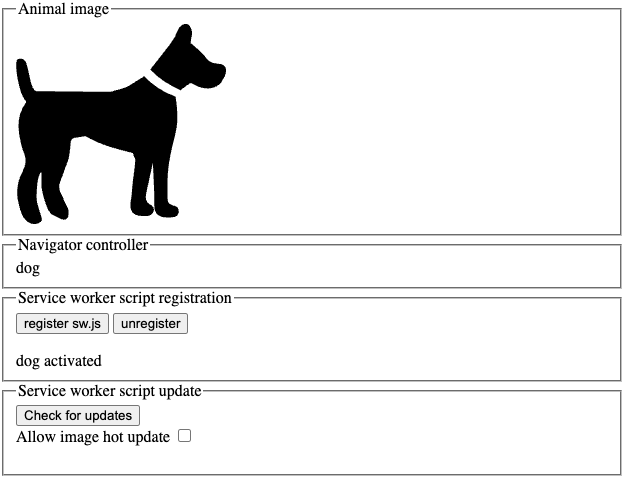 Animal image
Navigator controller
dog
Service worker script registration
register sw.js unregister
dog activated
Service worker script update
Check for updates
Allow image hot update